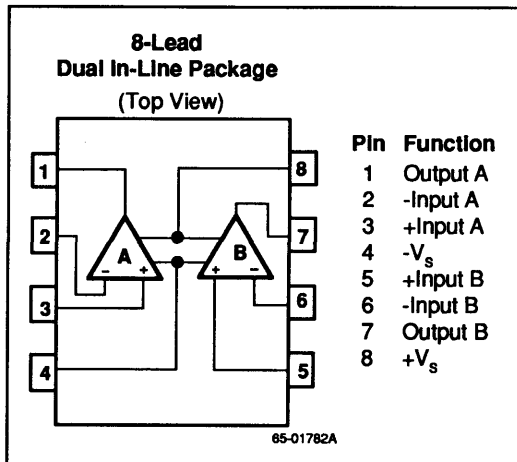 8-Lead
Dual In-Line Package
(Top View)
1
2
3
4
8
7
6
5
A
- +
B
+ -
Pin Function
1 Output A
2 -Input A
3 +Input A
4 -Vs
5 +Input B
6 -Input B
7 Output B
8 +Vs
65-01782A